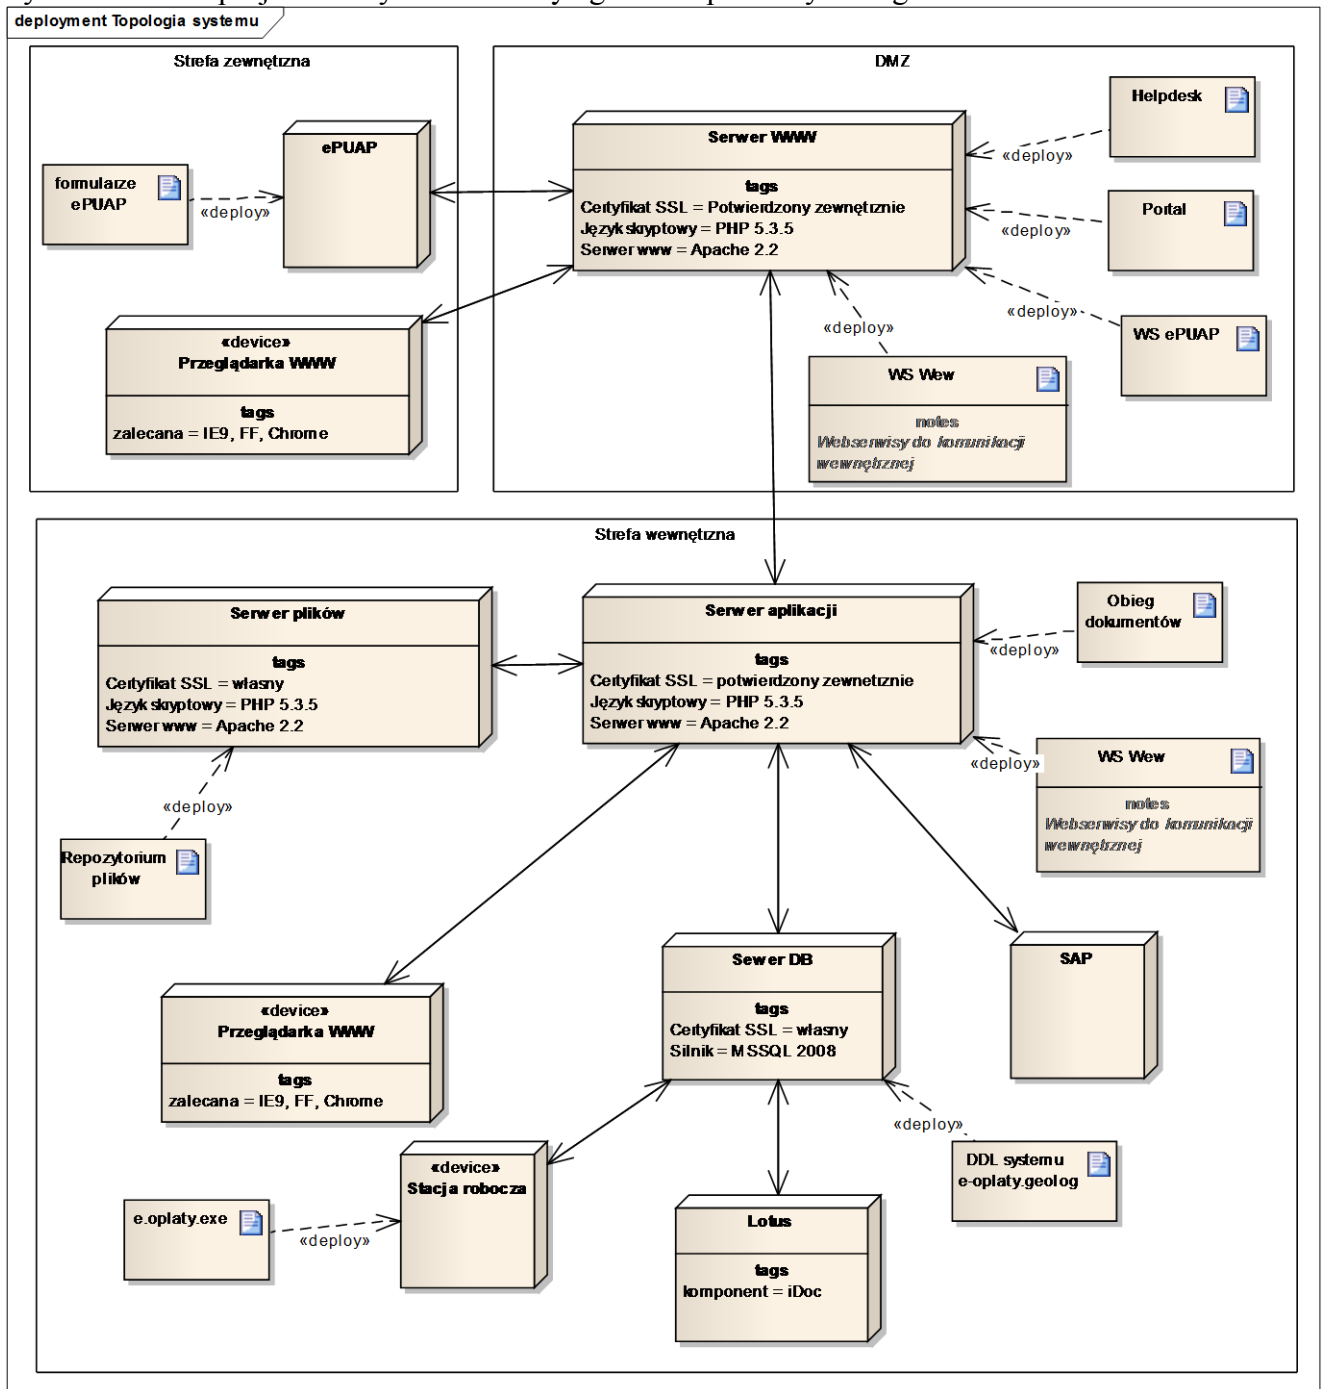 deployment Topologia systemu
Strefa zewnętrzna
ePUAP
formularze
ePUAP
«deploy»
«device»
Przeglądarka WWW
tags
zalecana = IE9, FF, Chrome
DMZ
Serwer WWW
tags
Certyfikat SSL = Potwierdzony zewnętrznie
Język skryptowy = PHP 5.3.5
Serwer www = Apache 2.2
Helpdesk
«deploy»
Portal
«deploy»
WS ePUAP
«deploy»
«deploy»
WS Wew
notes
Webserwisy do komunikacji
wewnętrznej
Strefa wewnętrzna
Serwer plików
tags
Certyfikat SSL = własny
Język skryptowy = PHP 5.3.5
Serwer www = Apache 2.2
Serwer aplikacji
tags
Certyfikat SSL = potwierdzony zewnetrznie
Język skryptowy = PHP 5.3.5
Serwer www = Apache 2.2
Obieg
dokumentów
«deploy»
«deploy»
WS Wew
notes
Webserwisy do komunikacji
wewnętrznej
«deploy»
Repozytorium
plików
Sewer DB
tags
Certyfikat SSL = własny
Silnik = MSSQL 2008
SAP
«device»
Przeglądarka WWW
tags
zalecana = IE9, FF, Chrome
«deploy»
DDL systemu
e-oplaty.geolog
«device»
Stacja robocza
e.oplaty.exe
«deploy»
Lotus
tags
komponent = iDoc